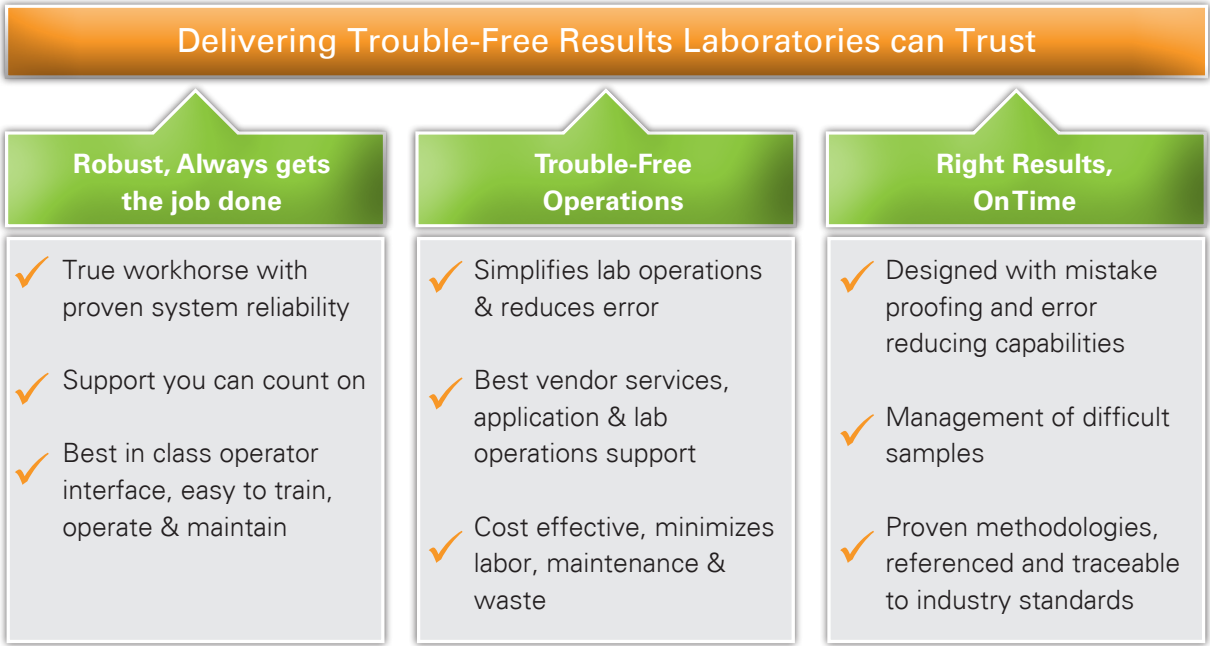 Delivering Trouble-Free Results Laboratories can Trust
Robust, Always gets
the job done
True workhorse with
proven system reliability
Support you can count on
Best in class operator
interface, easy to train,
operate & maintain
Trouble-Free
Operations
Simplifies lab operations
& reduces error
Best vendor services,
application & lab
operations support
Cost effective, minimizes
labor, maintenance &
waste
Right Results,
On Time
Designed with mistake
proofing and error
reducing capabilities
Management of difficult
samples
Proven methodologies,
referenced and traceable
to industry standards